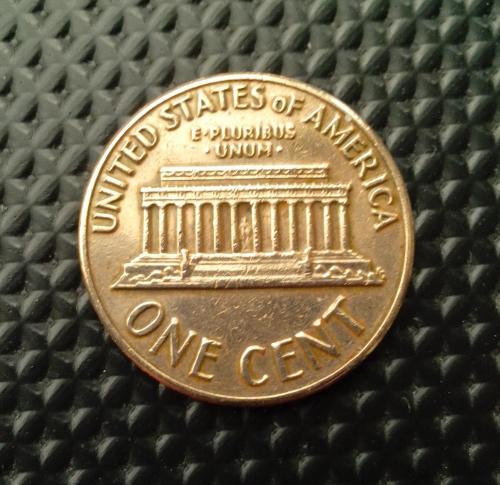 UNITED STATES OF AMERICA
E·PLURIBUS
·UNUM·
ONE CENT